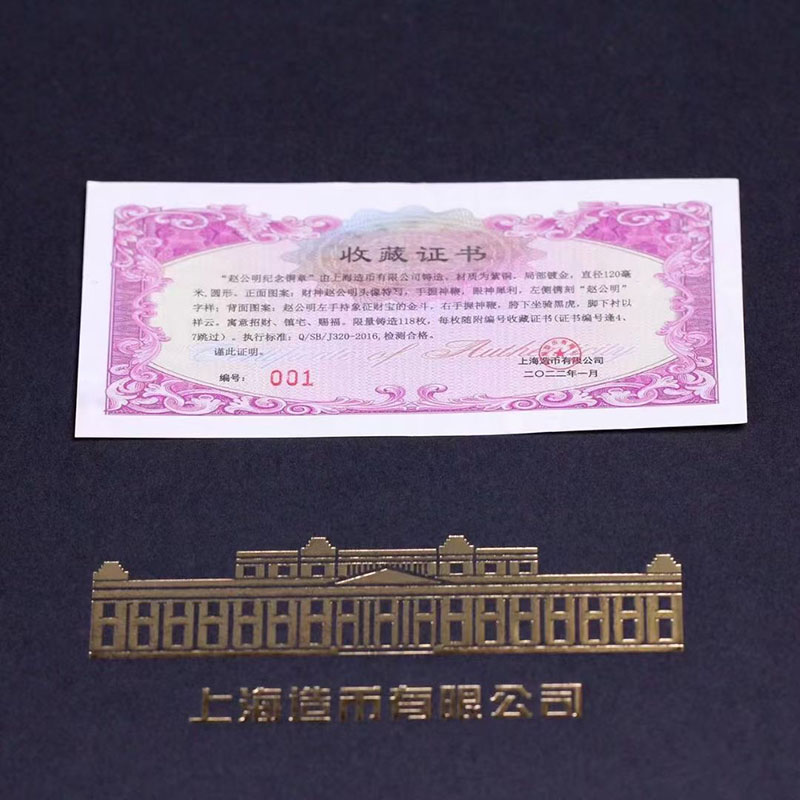 收藏证书
“赵公明纪念铜章”由上海造币有限公司铸造，材质为紫铜，局部镀金，直径120毫
米，圆形。正面图案：财神赵公明头像特写，手握神鞭，眼神犀利，左侧镌刻“赵公明”
字样；背面图案：赵公明左手持象征财宝的金斗，右手握神鞭，胯下坐骑黑虎，脚下衬以
祥云。寓意招财、镇宅、赐福。限量铸造118枚，每枚随附编号收藏证书(证书编号逢4、
7跳过）。执行标准：Q/SB/J320-2016，检测合格。
谨此证明。
of Authenticity
上海造币有限公司
编号： 001
二〇二二年一月
上海造币有限公司